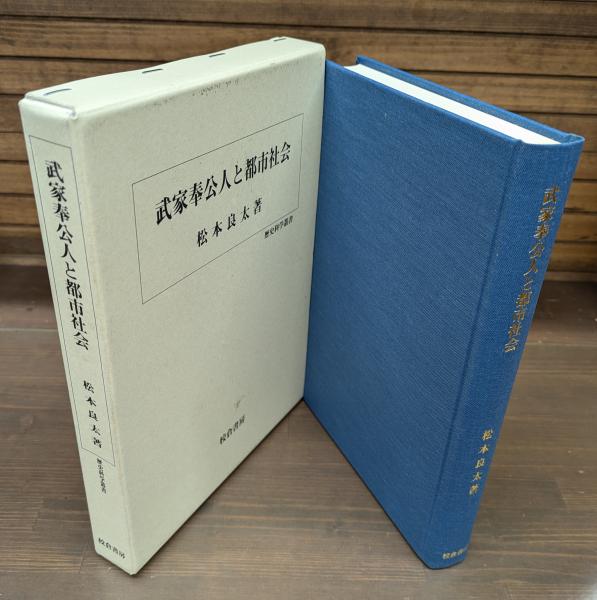 武家奉公人と都市社会
松本良太著
歴史科学叢書
校倉書房
武家奉公人と都市社会
松本良太著
歴史科学叢書
校倉書房
武家奉公人と都市社会
松本良太著
校倉書房